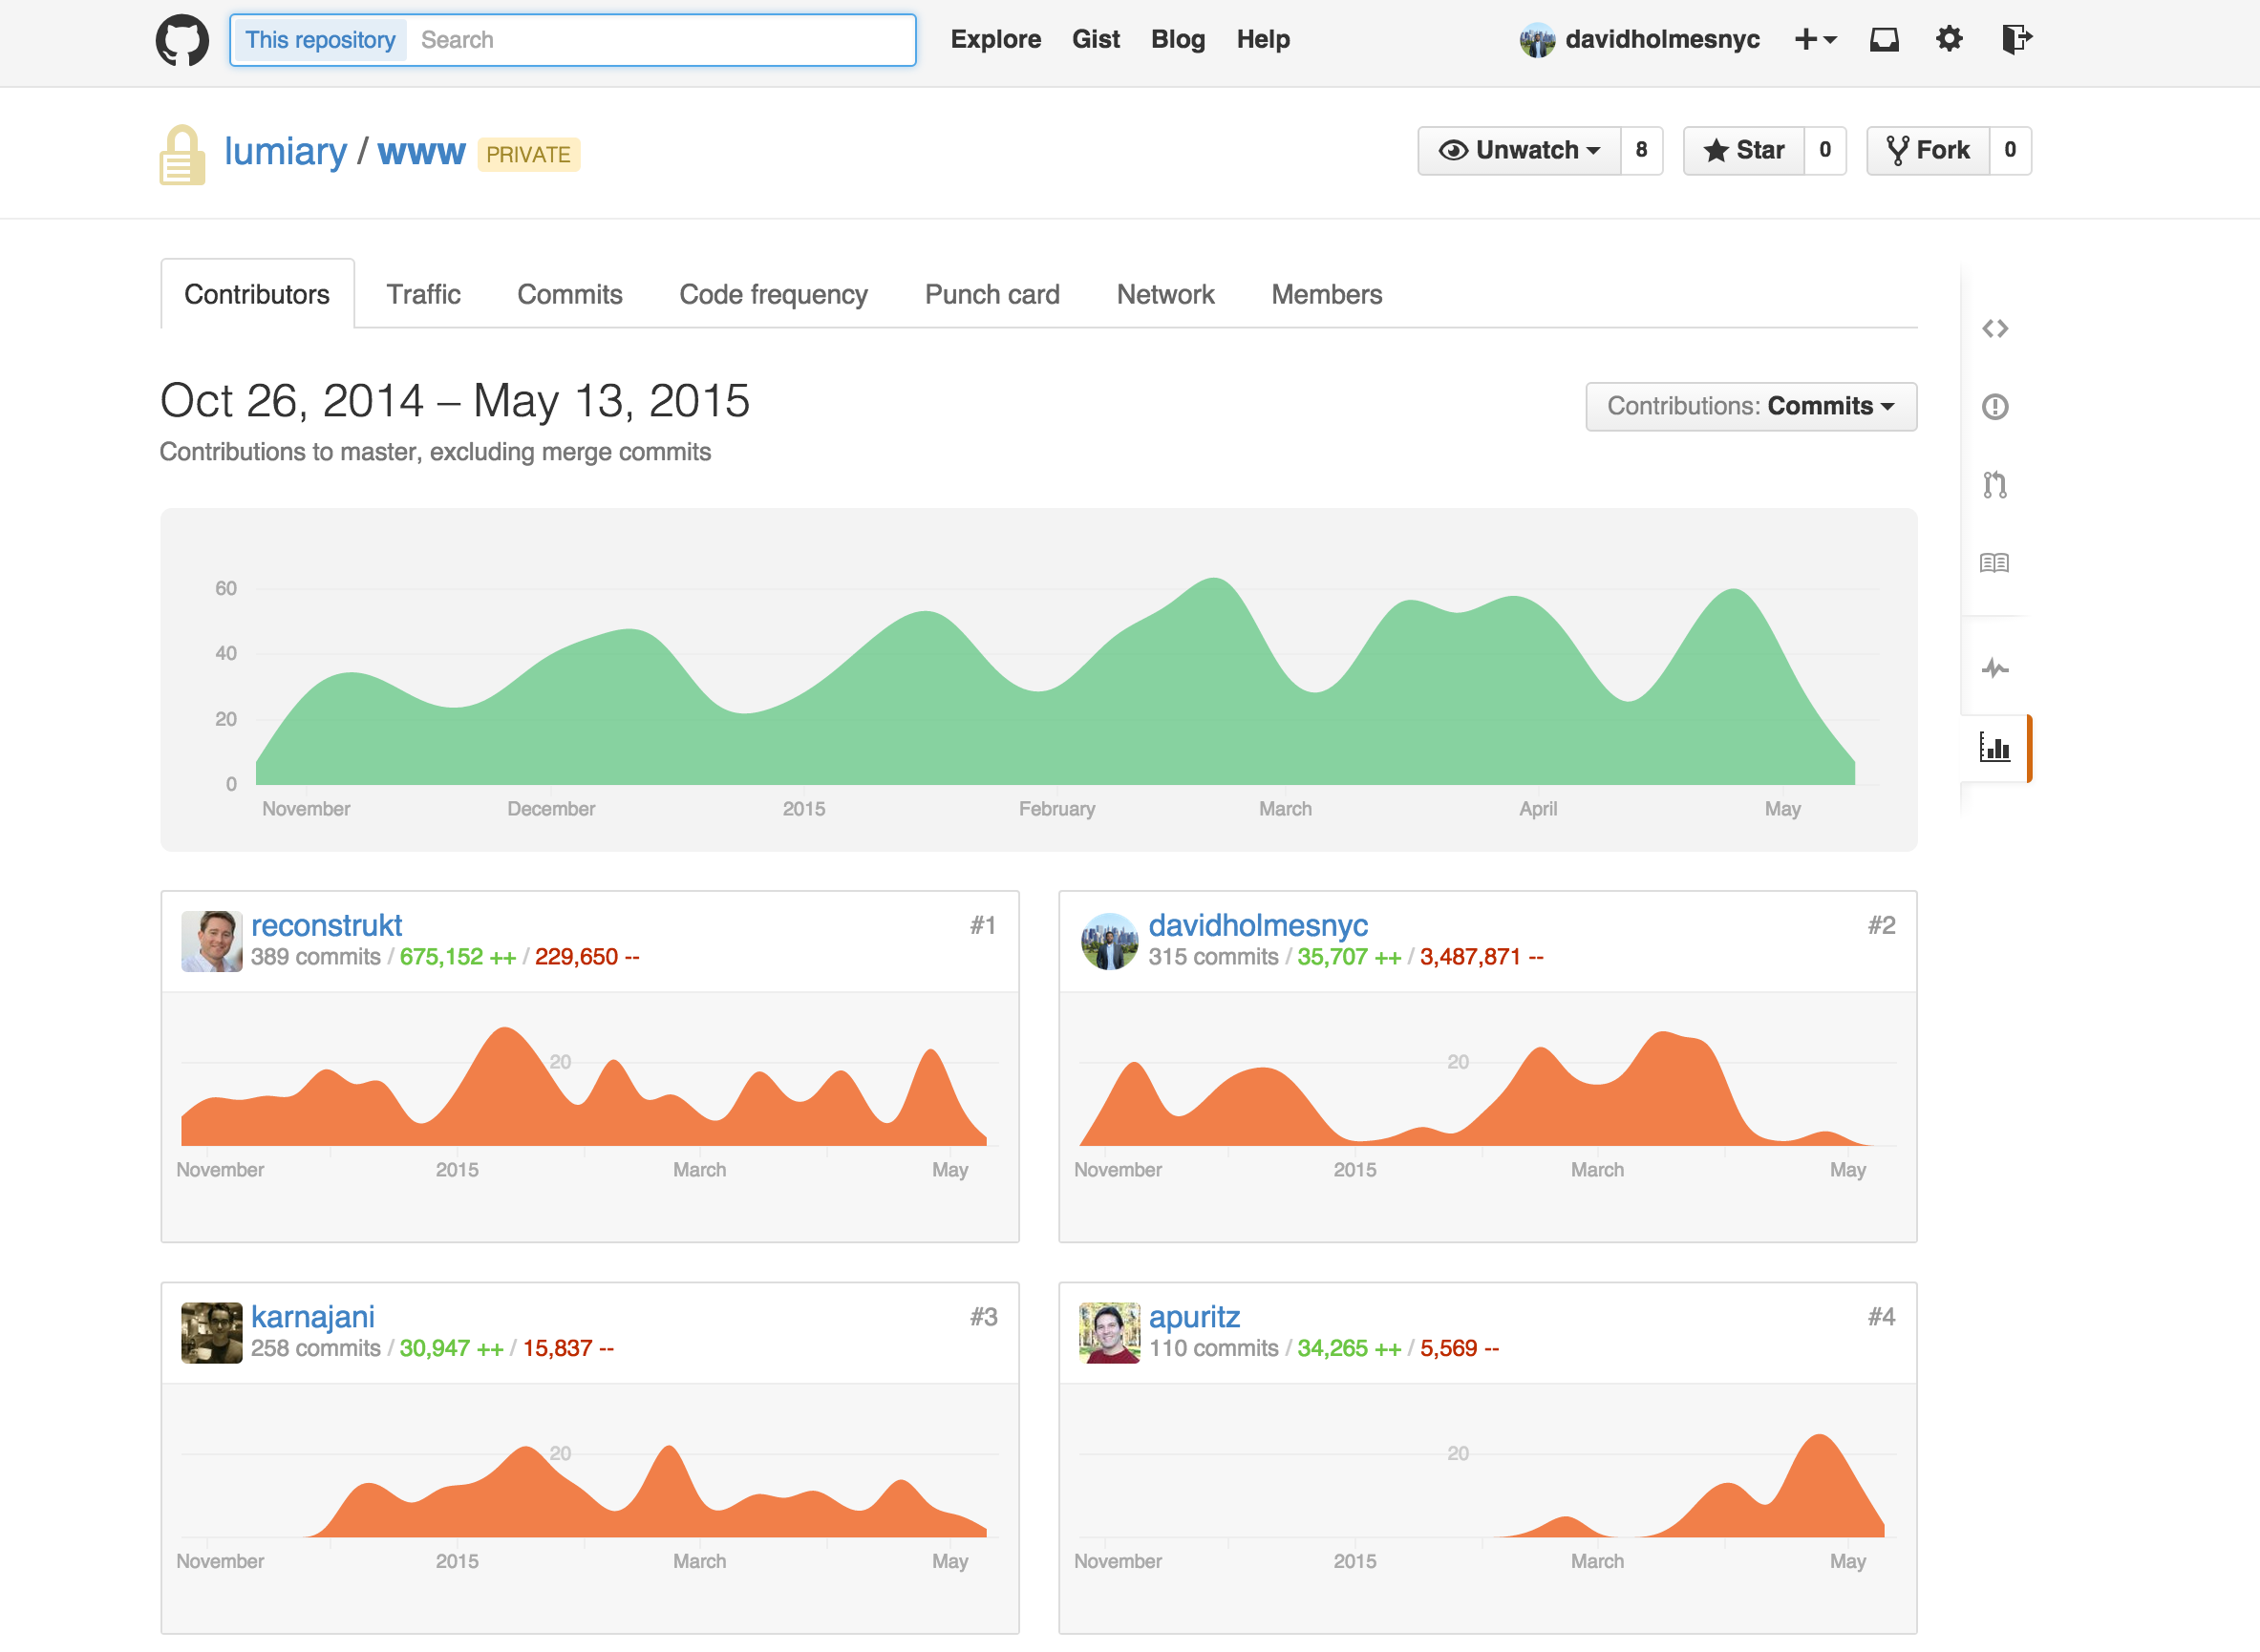 This repository Search Explore Gist Blog Help davidholmesnyc
lumiary / www PRIVATE Unwatch 8 Star 0 Fork 0
Contributors Traffic Commits Code frequency Punch card Network Members
Oct 26, 2014 – May 13, 2015
Contributions: Commits
Contributions to master, excluding merge commits
60
40
20
0
November December 2015 February March April May
reconstrukt #1
389 commits / 675,152 ++ / 229,650 --
20
November 2015 March May
davidholmesnyc #2
315 commits / 35,707 ++ / 3,487,871 --
20
November 2015 March May
karnajani #3
258 commits / 30,947 ++ / 15,837 --
20
November 2015 March May
apuritz #4
110 commits / 34,265 ++ / 5,569 --
20
November 2015 March May